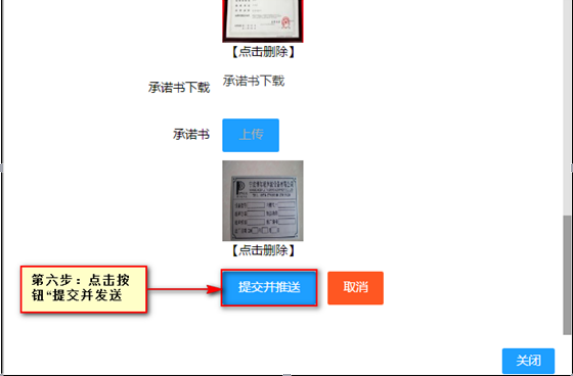 【点击删除】
承诺书下载
承诺书下载
承诺书
上传
【点击删除】
第六步：点击按
钮“提交并发送
提交并推送
取消
关闭